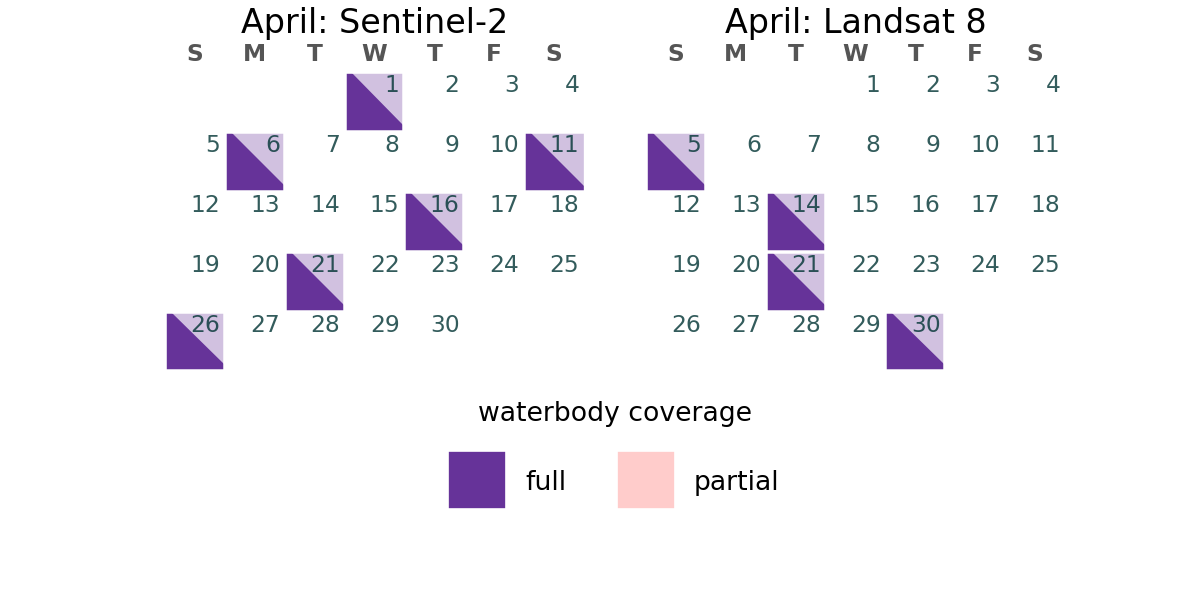 April: Sentinel-2
S M T W T F S
1 2 3 4
5 6 7 8 9 10 11
12 13 14 15 16 17 18
19 20 21 22 23 24 25
26 27 28 29 30
April: Landsat 8
S M T W T F S
1 2 3 4
5 6 7 8 9 10 11
12 13 14 15 16 17 18
19 20 21 22 23 24 25
26 27 28 29 30
waterbody coverage
full
partial